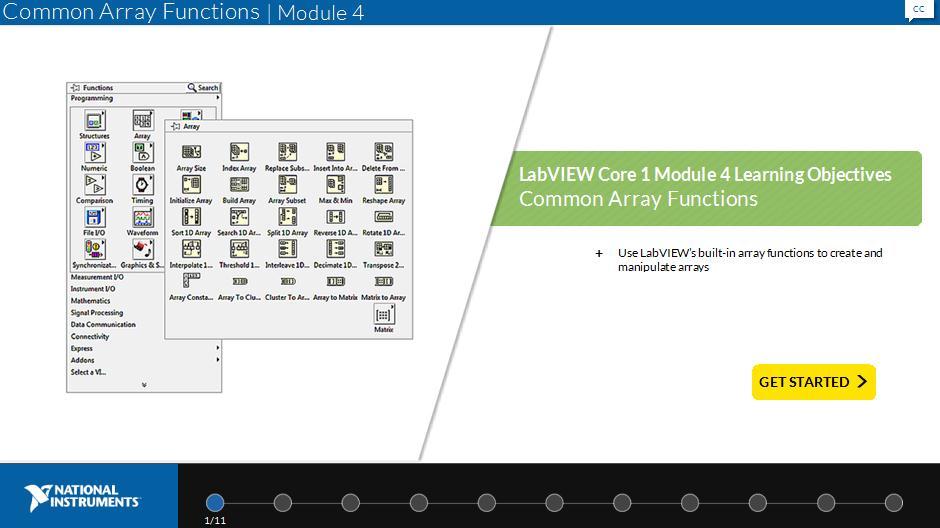 Common Array Functions | Module 4
CC
Functions
Search
Programming
Structures
Array
Numeric
Boolean
Comparison
Timing
File I/O
Waveform
Synchronizat...
Graphics & S...
Measurement I/O
Instrument I/O
Mathematics
Signal Processing
Data Communication
Connectivity
Express
Addons
Select a VI...
Array
Array Size
Index Array
Replace Subs...
Insert Into Ar...
Delete From ...
Initialize Array
Build Array
Array Subset
Max & Min
Reshape Array
Sort 1D Array
Search 1D Ar...
Split 1D Array
Reverse 1D A...
Rotate 1D Ar...
Interpolate 1...
Threshold 1...
Interleave 1D...
Decimate 1D...
Transpose 2...
Array Consta...
Array To Clu...
Cluster To Ar...
Array to Matrix
Matrix to Array
Matrix
LabVIEW Core 1 Module 4 Learning Objectives
Common Array Functions
+ Use LabVIEW's built-in array functions to create and
manipulate arrays
GET STARTED
NATIONAL
INSTRUMENTS
1/11